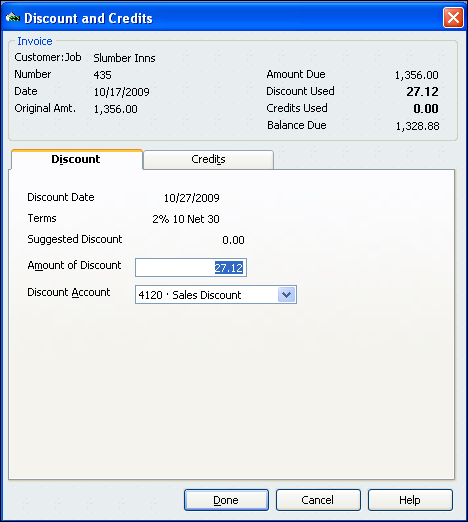 Discount and Credits
Invoice
Customer:Job Slumber Inns
Number 435 Amount Due 1,356.00
Date 10/17/2009 Discount Used 27.12
Original Amt. 1,356.00 Credits Used 0.00
Balance Due 1,328.88
Discount Credits
Discount Date 10/27/2009
Terms 2% 10 Net 30
Suggested Discount 0.00
Amount of Discount 27.12
Discount Account 4120 · Sales Discount
Done Cancel Help